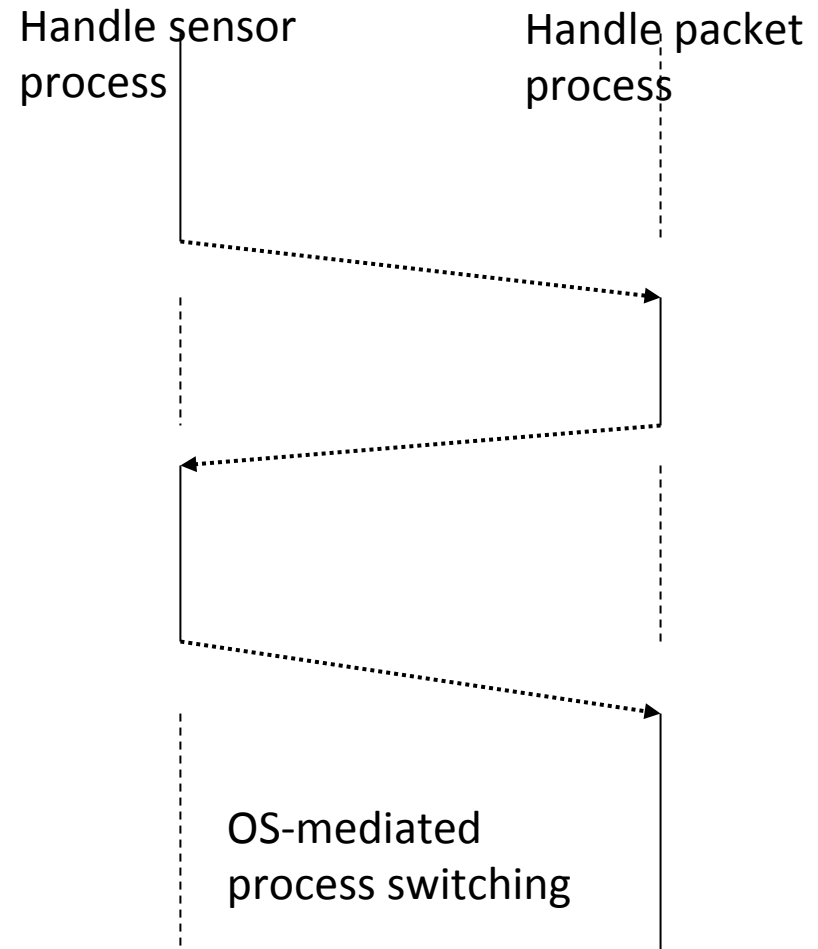 Handle sensor
process
Handle packet
process
OS-mediated
process switching